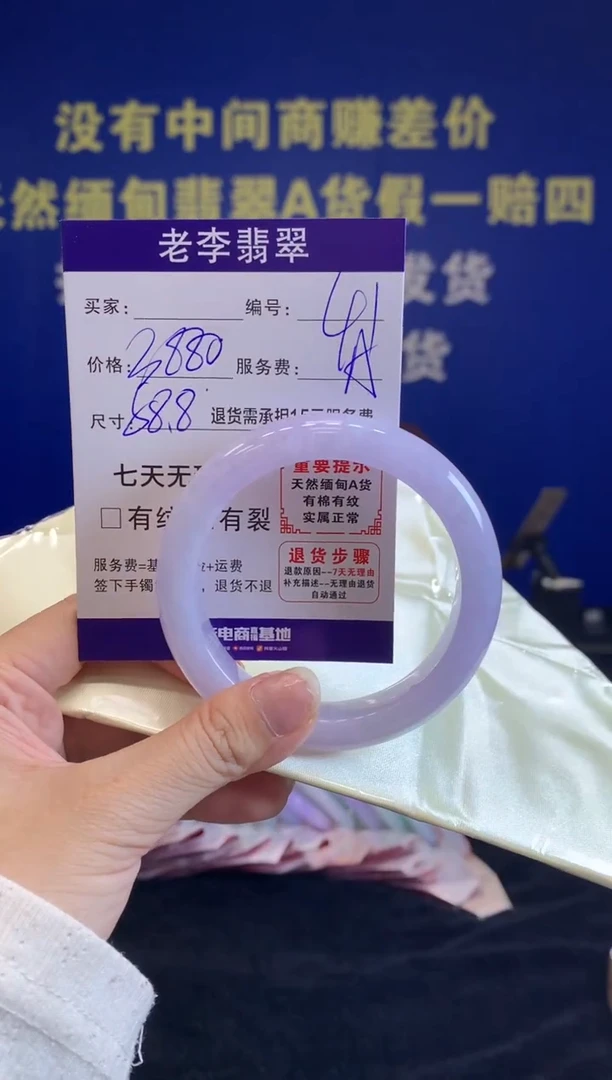 没有中间商赚差价
天然缅甸翡翠A货假一赔四
发货
货
老李翡翠
买家: 编号:
价格: 3,880 服务费:
尺寸: 58.8 退货需承担15元服务费
七天无
□有纹 有裂
重要提示
天然缅甸A货
有棉有纹
实属正常
服务费=基 +运费
签下手镯 ,退货不退
退货步骤
退款原因--7天无理由
补充描述--无理由退货
自动通过
电商直播基地